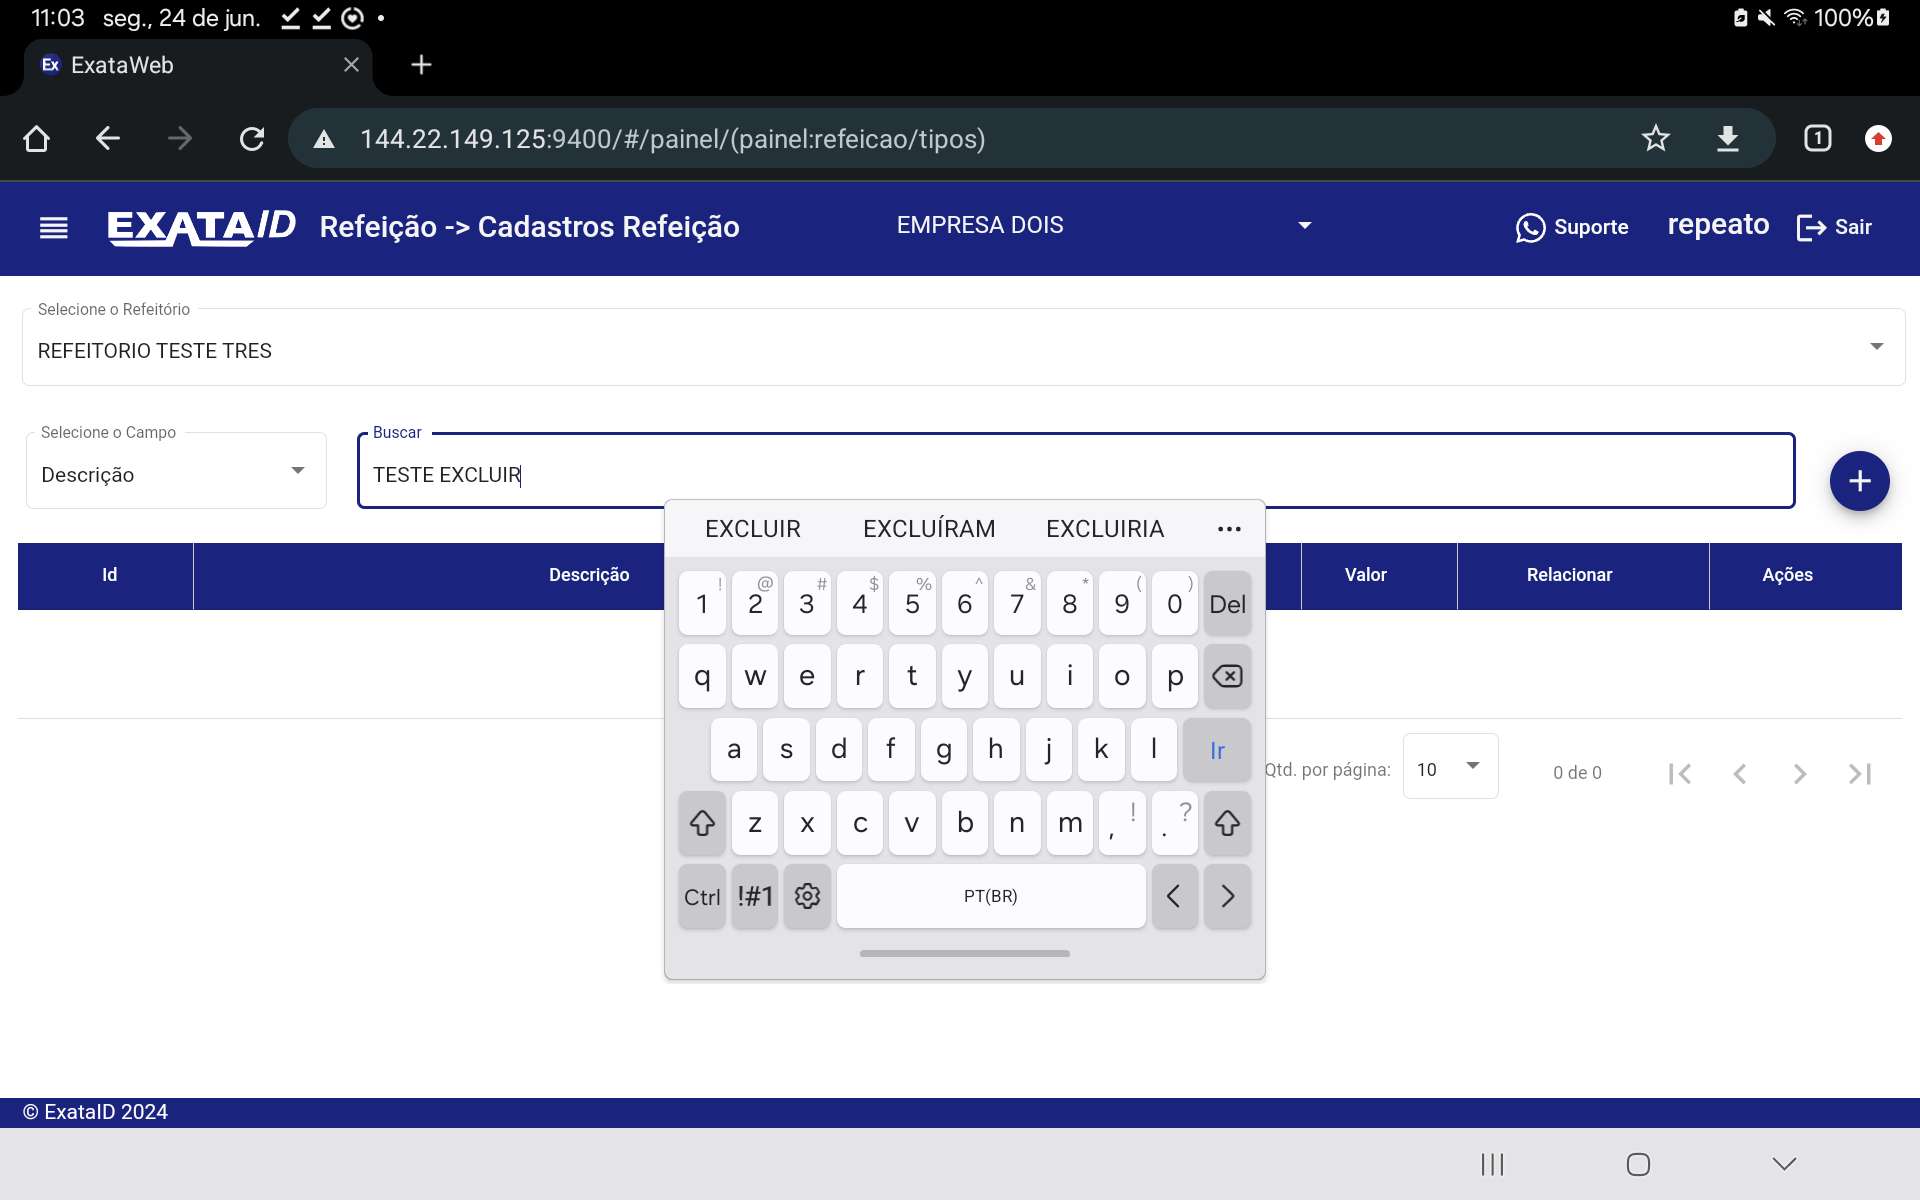 11:03 seg., 24 de jun. 100%
Ex ExataWeb
144.22.149.125:9400/#/painel/(painel:refeicao/tipos) 1
EXATAID Refeição -> Cadastros Refeição EMPRESA DOIS Suporte repeato Sair
Selecione o Refeitório
REFEITORIO TESTE TRES
Selecione o Campo Buscar
Descrição TESTE EXCLUIR
EXCLUIR EXCLUÍRAM EXCLUIRIA ...
Id Descrição Valor Relacionar Ações
! @ # $ % ^ & * ( )
1 2 3 4 5 6 7 8 9 0 Del
q w e r t y u i o p
a s d f g h j k l Ir
Qtd. por página: 10 0 de 0
z x c v b n m , ! . ?
Ctrl !#1 PT(BR)
© ExataID 2024